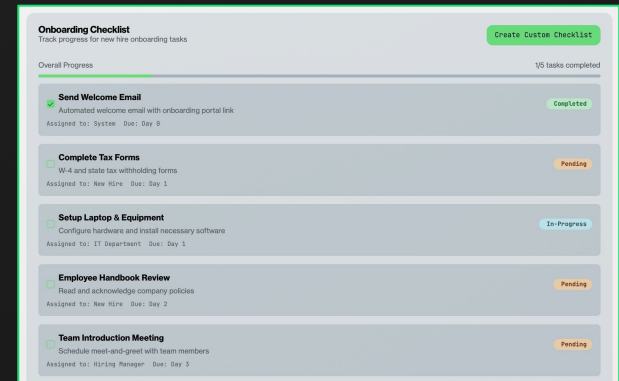 Onboarding Checklist
Track progress for new hire onboarding tasks
Create Custom Checklist
Overall Progress
1/5 tasks completed
Send Welcome Email
Automated welcome email with onboarding portal link
Assigned to: System Due: Day 0
Completed
Complete Tax Forms
W-4 and state tax withholding forms
Assigned to: New Hire Due: Day 1
Pending
Setup Laptop & Equipment
Configure hardware and install necessary software
Assigned to: IT Department Due: Day 1
In-Progress
Employee Handbook Review
Read and acknowledge company policies
Assigned to: New Hire Due: Day 2
Pending
Team Introduction Meeting
Schedule meet-and-greet with team members
Assigned to: Hiring Manager Due: Day 3
Pending